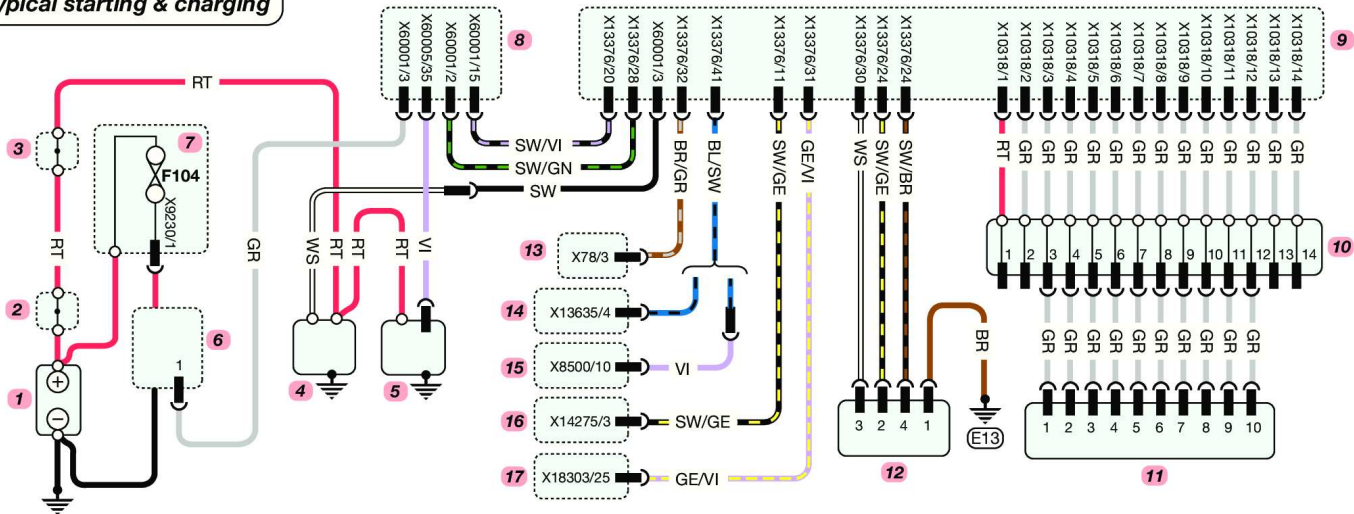 ypical starting & charging
X60001/3
X60005/35
X60001/2
X60001/15
8
X13376/20
X13376/28
X60001/3
X13376/32
X13376/41
X13376/11
X13376/31
X13376/30
X13376/24
X13376/24
X10318/1
X10318/2
X10318/3
X10318/4
X10318/5
X10318/6
X10318/7
X10318/8
X10318/9
X10318/10
X10318/11
X10318/12
X10318/13
X10318/14
9
RT
3
7
F104
X9230/1
SW/VI
SW/GN
SW
BR/GR
BL/SW
SW/GE
GE/VI
WS
SW/GE
SW/BR
RT
GR
GR
GR
GR
GR
GR
GR
GR
GR
GR
GR
GR
GR
RT
GR
WS
RT
RT
RT
VI
13
X78/3
1
2
3
4
5
6
7
8
9
10
11
12
13
14
10
2
6
1
14
X13635/4
BR
GR
GR
GR
GR
GR
GR
GR
GR
GR
GR
1
+
−
4
5
15
X8500/10
VI
16
X14275/3
SW/GE
3
2
4
1
E13
1
2
3
4
5
6
7
8
9
10
17
X18303/25
GE/VI
12
11